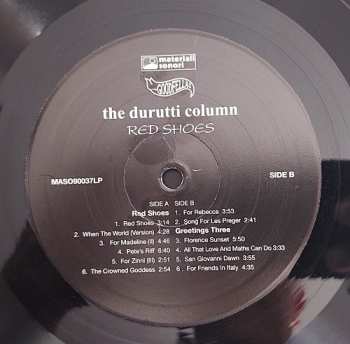 materiali
sonori
GOODFELLAS
the durutti column
RED SHOES
MASO90037LP
SIDE B
SIDE A
Red Shoes
1. Red Shoes 3:14
2. When The World (Version) 4:28
3. For Madeline (II) 4:46
4. Pete's Riff 6:40
5. For Zinni (III) 2:51
6. The Crowned Goddess 2:54
SIDE B
1. For Rebecca 3:53
2. Song For Les Preger 2:41
Greetings Three
3. Florence Sunset 5:50
4. All That Love And Maths Can Do 3:33
5. San Giovanni Dawn 3:55
6. For Friends In Italy 4:35